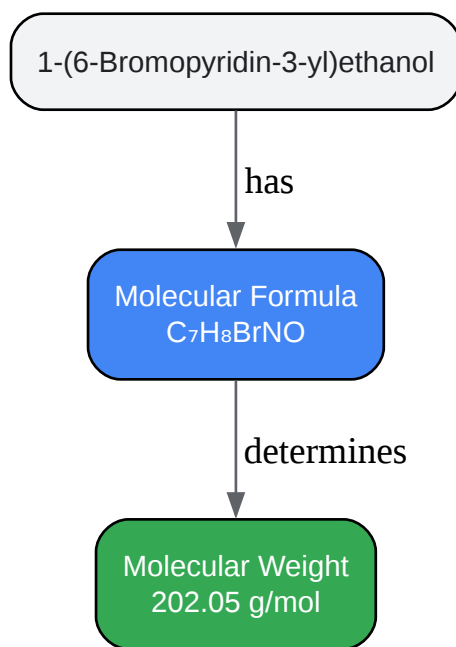 1-(6-Bromopyridin-3-yl)ethanol
has
Molecular Formula
C₇H₈BrNO
determines
Molecular Weight
202.05 g/mol